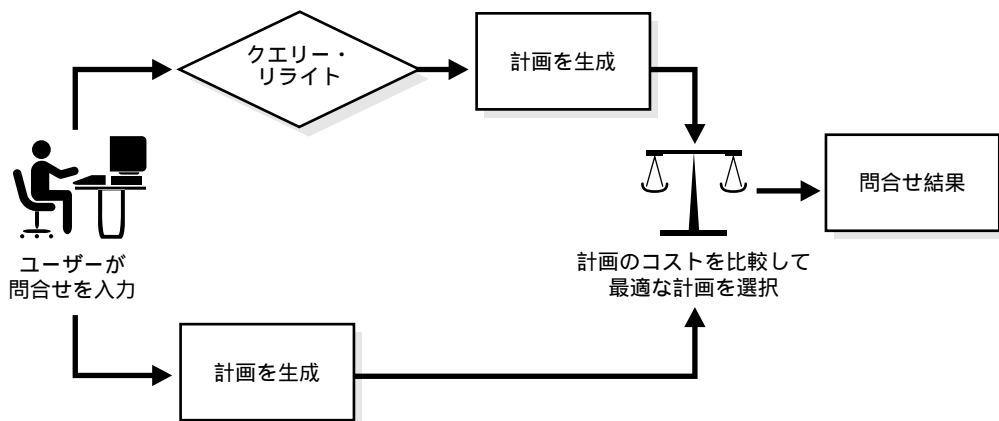 クエリー・
リライト
計画を生成
ユーザーが
問合せを入力
計画のコストを比較して
最適な計画を選択
問合せ結果
計画を生成